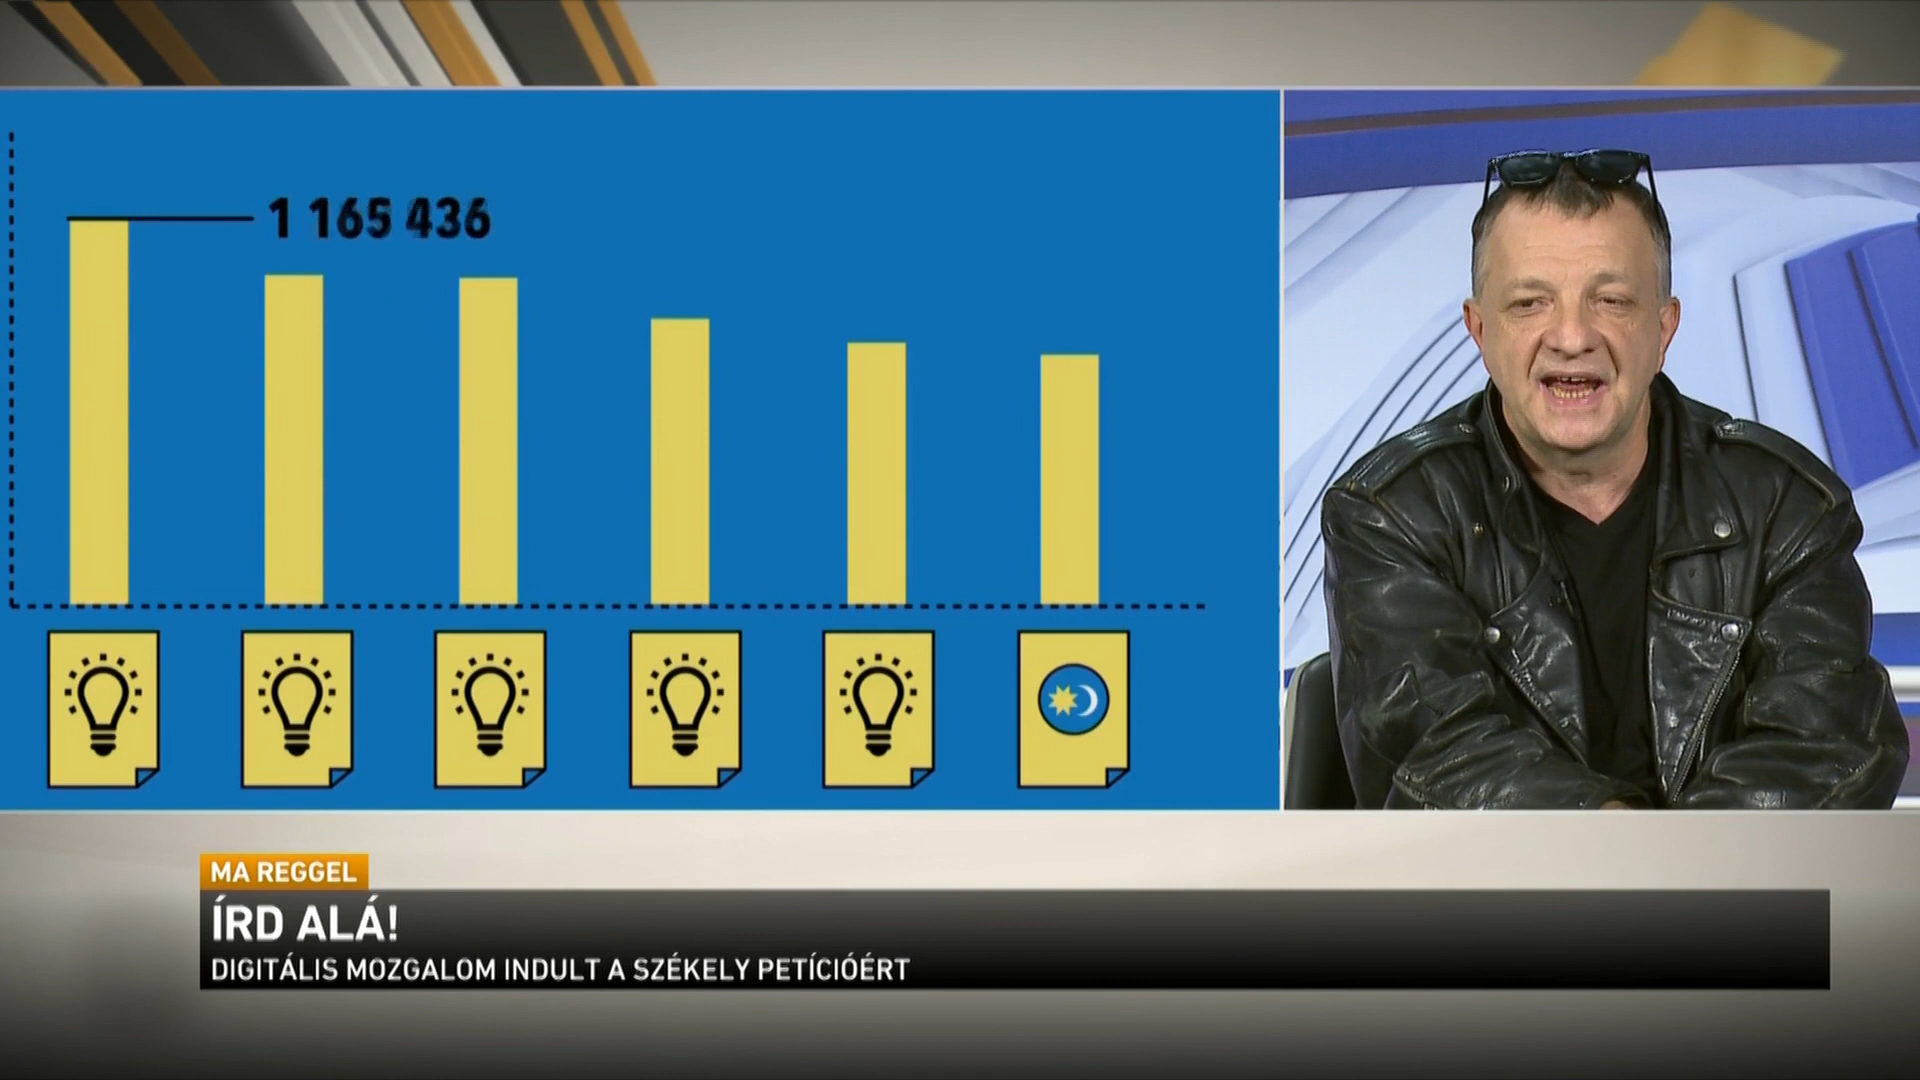 1 165 436
MA REGGEL
ÍRD ALÁ!
DIGITÁLIS MOZGALOM INDULT A SZÉKELY PETÍCIÓÉRT